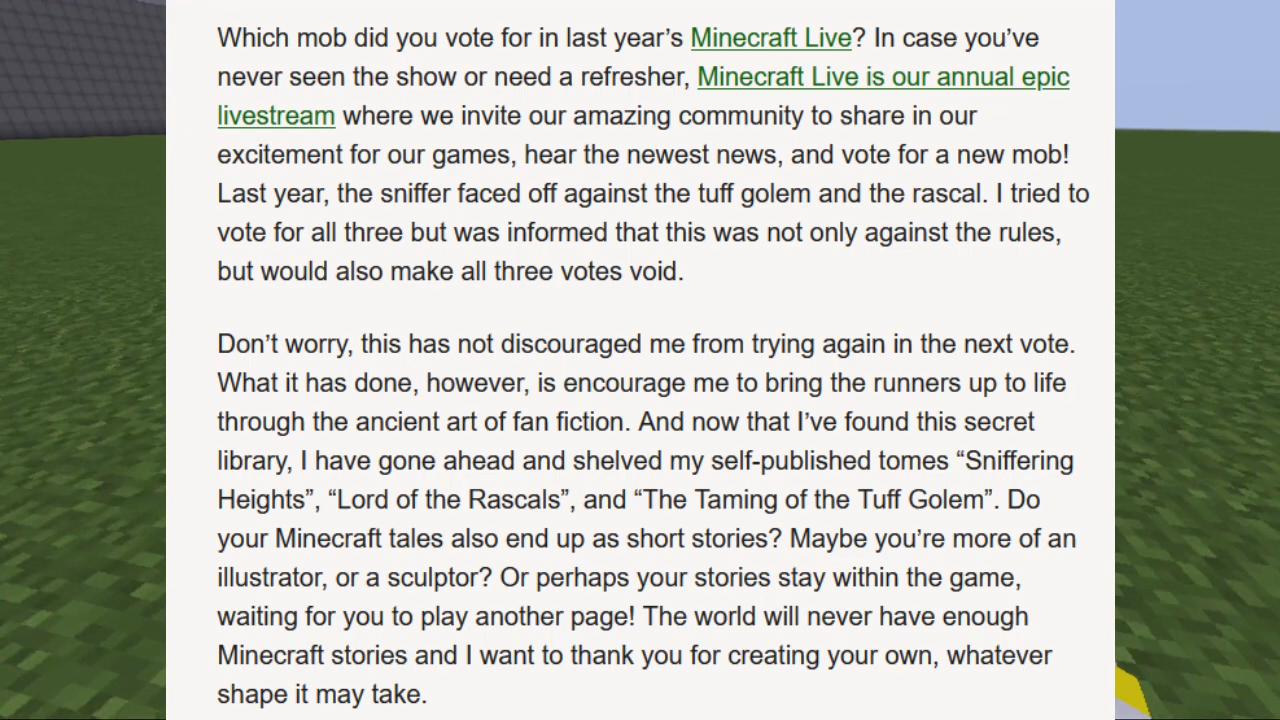 Which mob did you vote for in last year’s Minecraft Live? In case you’ve
never seen the show or need a refresher, Minecraft Live is our annual epic
livestream where we invite our amazing community to share in our
excitement for our games, hear the newest news, and vote for a new mob!
Last year, the sniffer faced off against the tuff golem and the rascal. I tried to
vote for all three but was informed that this was not only against the rules,
but would also make all three votes void.
Don’t worry, this has not discouraged me from trying again in the next vote.
What it has done, however, is encourage me to bring the runners up to life
through the ancient art of fan fiction. And now that I’ve found this secret
library, I have gone ahead and shelved my self-published tomes “Sniffering
Heights”, “Lord of the Rascals”, and “The Taming of the Tuff Golem”. Do
your Minecraft tales also end up as short stories? Maybe you’re more of an
illustrator, or a sculptor? Or perhaps your stories stay within the game,
waiting for you to play another page! The world will never have enough
Minecraft stories and I want to thank you for creating your own, whatever
shape it may take.